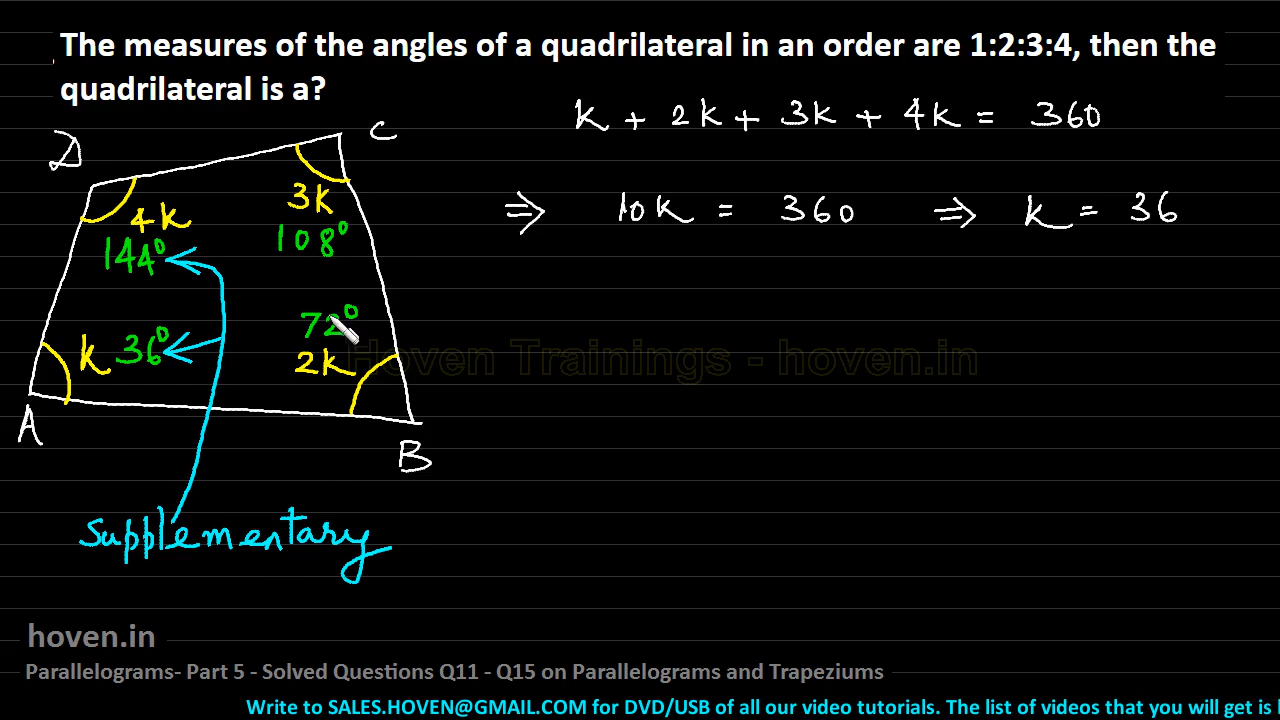 The measures of the angles of a quadrilateral in an order are 1:2:3:4, then the
quadrilateral is a?
k + 2k + 3k + 4k = 360
⇒ 10k = 360 ⇒ k = 36
D
C
4k
3k
144°
108°
k 36°
72°
2k
A
B
Supplementary
Hoven Trainings - hoven.in
hoven.in
Parallelograms- Part 5 - Solved Questions Q11 - Q15 on Parallelograms and Trapeziums
Write to SALES.HOVEN@GMAIL.COM for DVD/USB of all our video tutorials. The list of videos that you will get is